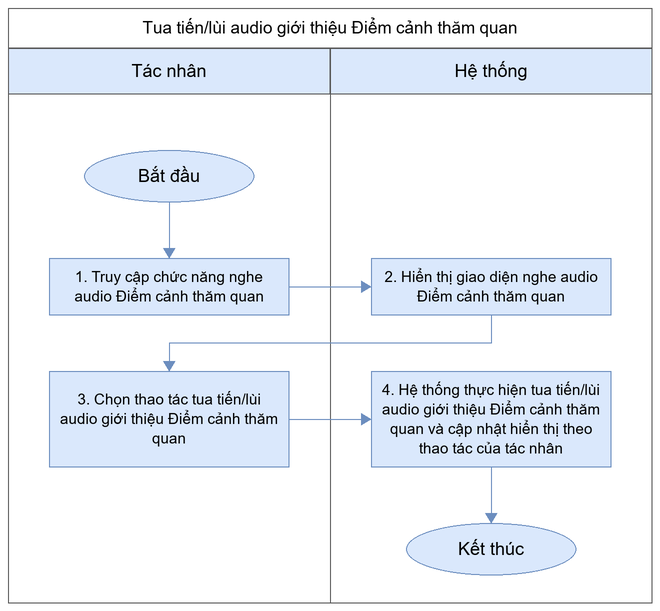 Tua tiến/lùi audio giới thiệu Điểm cảnh thăm quan
Tác nhân
Hệ thống
Bắt đầu
1. Truy cập chức năng nghe
audio Điểm cảnh thăm quan
2. Hiển thị giao diện nghe audio
Điểm cảnh thăm quan
3. Chọn thao tác tua tiến/lùi
audio giới thiệu Điểm cảnh thăm
quan
4. Hệ thống thực hiện tua tiến/lùi
audio giới thiệu Điểm cảnh thăm
quan và cập nhật hiển thị theo
thao tác của tác nhân
Kết thúc